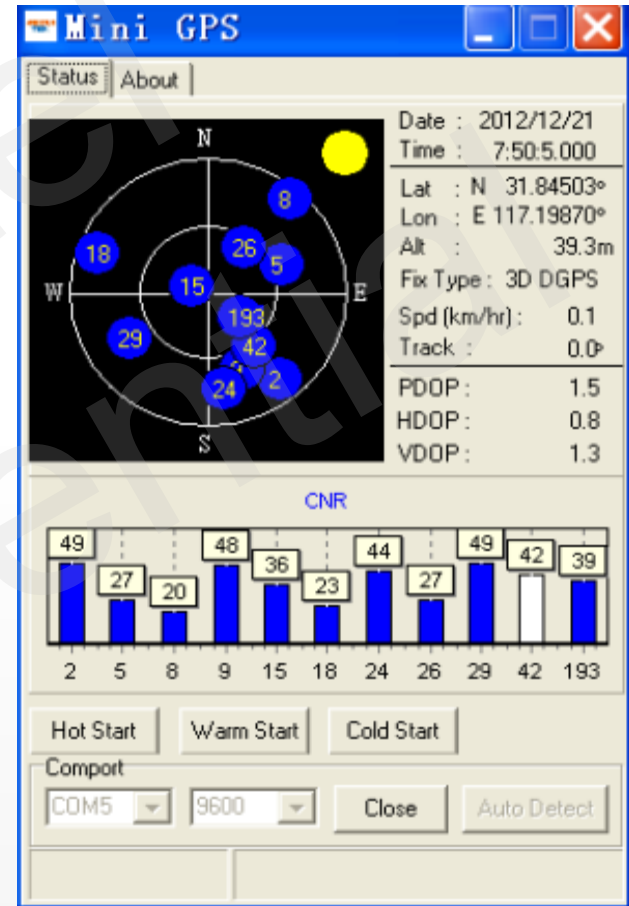 Mini GPS
Status About
Date : 2012/12/21
Time : 7:50:5.000
Lat : N 31.84503°
Lon : E 117.19870°
Alt : 39.3m
Fix Type : 3D DGPS
Spd (km/hr) : 0.1
Track : 0.0°
PDOP : 1.5
HDOP : 0.8
VDOP : 1.3
N
8
18
26
5
W
15
E
193
29
42
2
24
S
CNR
49 27 20 48 36 23 44 27 49 42 39
2 5 8 9 15 18 24 26 29 42 193
Hot Start Warm Start Cold Start
Comport
COM5 9600 Close Auto Detect